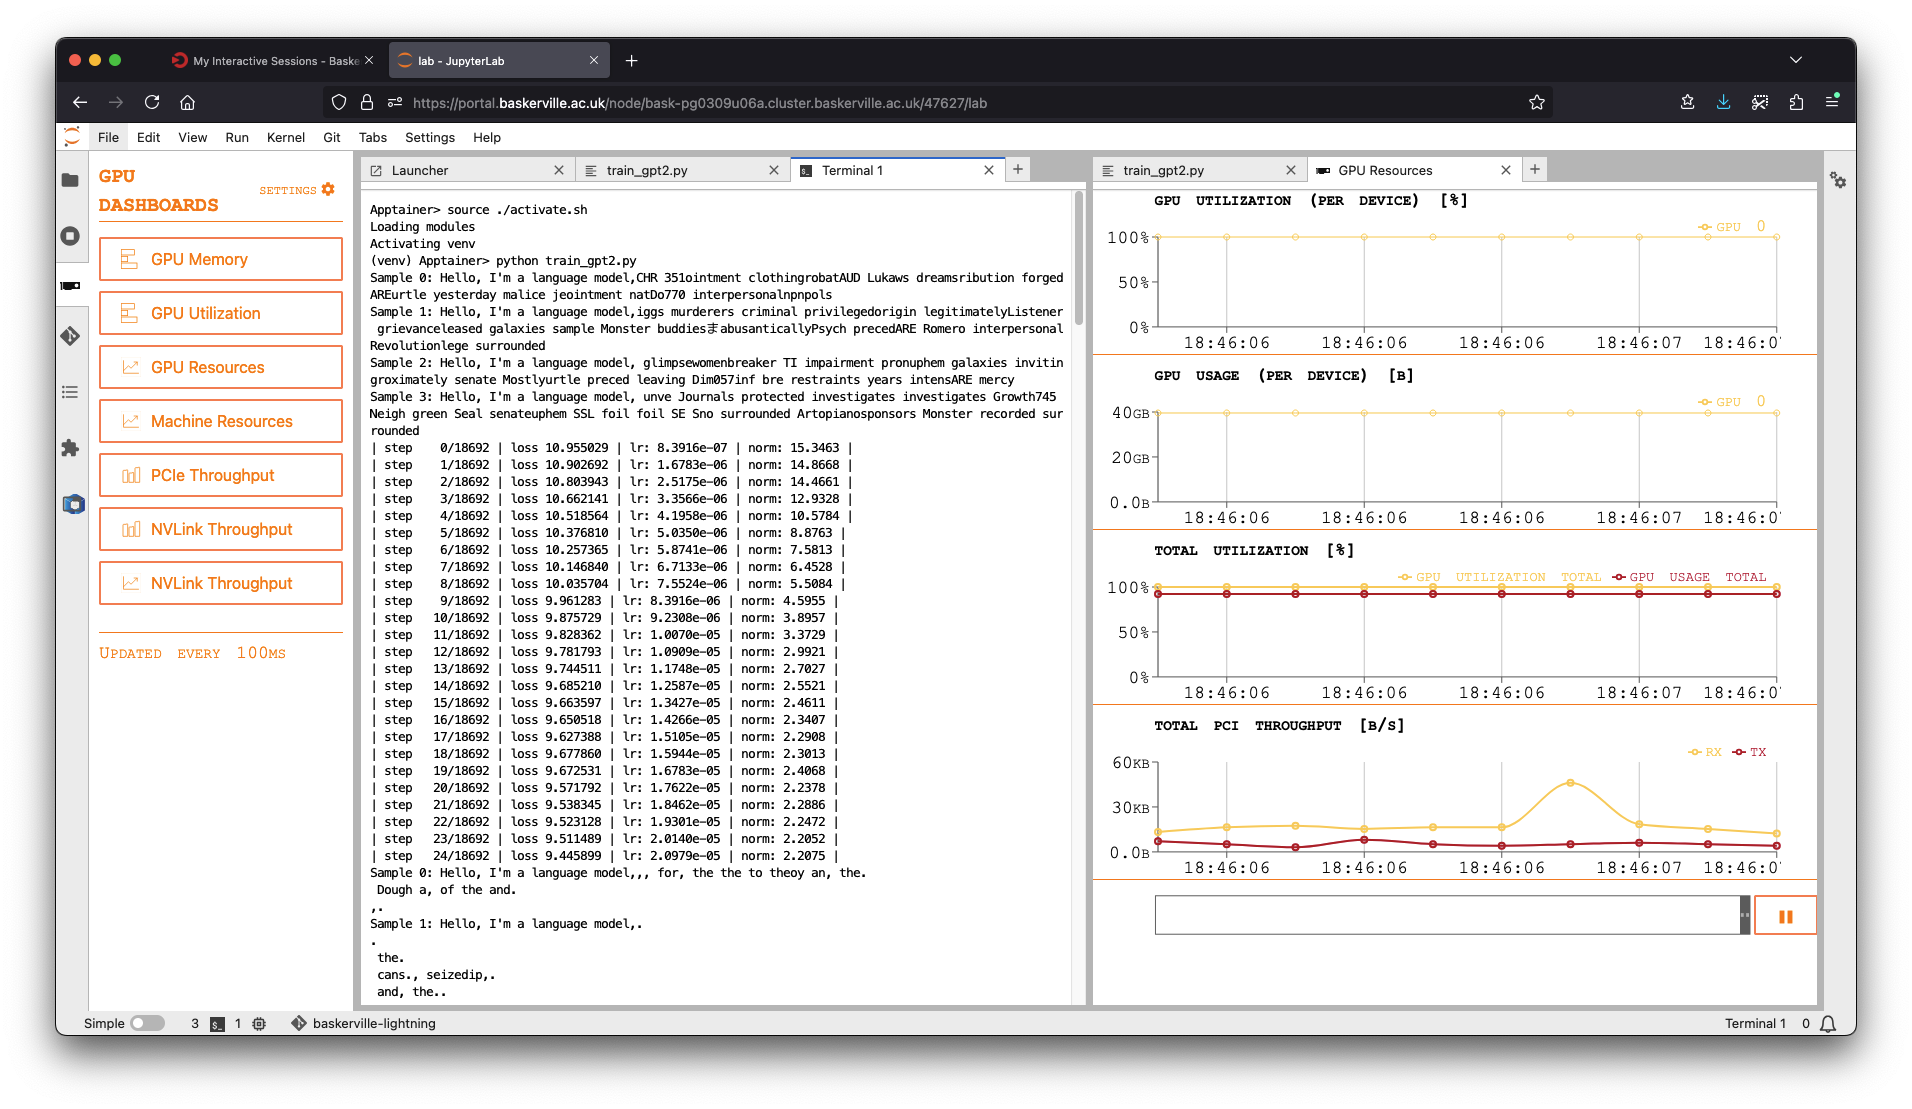 My Interactive Sessions - Baske
lab - JupyterLab
https://portal.baskerville.ac.uk/node/bask-pg0309u06a.cluster.baskerville.ac.uk/47627/lab
File Edit View Run Kernel Git Tabs Settings Help
GPU DASHBOARDS
SETTINGS
GPU Memory
GPU Utilization
GPU Resources
Machine Resources
PCIe Throughput
NVLink Throughput
NVLink Throughput
UPDATED EVERY 100MS
Launcher
train_gpt2.py
Terminal 1
Apptainer> source ./activate.sh
Loading modules
Activating venv
(venv) Apptainer> python train_gpt2.py
Sample 0: Hello, I'm a language model,CHR 351ointment clothingrobatAUD Lukaws dreamsribution forged
AREurtle yesterday malice jeointment natDo770 interpersonalnpnpols
Sample 1: Hello, I'm a language model,iggs murderers criminal privilegedorigin legitimatelyListener
grievanceleased galaxies sample Monster buddiesまabusanticallyPsych precedARE Romero interpersonal
Revolutionlege surrounded
Sample 2: Hello, I'm a language model, glimpsewomenbreaker TI impairment pronuphem galaxies invitin
groximately senate Mostlyurtle preced leaving Dim057inf bre restraints years intensARE mercy
Sample 3: Hello, I'm a language model, unve Journals protected investigates investigates Growth745
Neigh green Seal senateuphem SSL foil foil SE Sno surrounded Artopianosponsors Monster recorded sur
rounded
| step 0/18692 | loss 10.955029 | lr: 8.3916e-07 | norm: 15.3463 |
| step 1/18692 | loss 10.902692 | lr: 1.6783e-06 | norm: 14.8668 |
| step 2/18692 | loss 10.803943 | lr: 2.5175e-06 | norm: 14.4661 |
| step 3/18692 | loss 10.662141 | lr: 3.3566e-06 | norm: 12.9328 |
| step 4/18692 | loss 10.518564 | lr: 4.1958e-06 | norm: 10.5784 |
| step 5/18692 | loss 10.376810 | lr: 5.0350e-06 | norm: 8.8763 |
| step 6/18692 | loss 10.257365 | lr: 5.8741e-06 | norm: 7.5813 |
| step 7/18692 | loss 10.146840 | lr: 6.7133e-06 | norm: 6.4528 |
| step 8/18692 | loss 10.035704 | lr: 7.5524e-06 | norm: 5.5084 |
| step 9/18692 | loss 9.961283 | lr: 8.3916e-06 | norm: 4.5955 |
| step 10/18692 | loss 9.875729 | lr: 9.2308e-06 | norm: 3.8957 |
| step 11/18692 | loss 9.828362 | lr: 1.0070e-05 | norm: 3.3729 |
| step 12/18692 | loss 9.781793 | lr: 1.0909e-05 | norm: 2.9921 |
| step 13/18692 | loss 9.744511 | lr: 1.1748e-05 | norm: 2.7027 |
| step 14/18692 | loss 9.685210 | lr: 1.2587e-05 | norm: 2.5521 |
| step 15/18692 | loss 9.663597 | lr: 1.3427e-05 | norm: 2.4611 |
| step 16/18692 | loss 9.650518 | lr: 1.4266e-05 | norm: 2.3407 |
| step 17/18692 | loss 9.627388 | lr: 1.5105e-05 | norm: 2.2908 |
| step 18/18692 | loss 9.677860 | lr: 1.5944e-05 | norm: 2.3013 |
| step 19/18692 | loss 9.672531 | lr: 1.6783e-05 | norm: 2.4068 |
| step 20/18692 | loss 9.571792 | lr: 1.7622e-05 | norm: 2.2378 |
| step 21/18692 | loss 9.538345 | lr: 1.8462e-05 | norm: 2.2886 |
| step 22/18692 | loss 9.523128 | lr: 1.9301e-05 | norm: 2.2472 |
| step 23/18692 | loss 9.511489 | lr: 2.0140e-05 | norm: 2.2052 |
| step 24/18692 | loss 9.445899 | lr: 2.0979e-05 | norm: 2.2075 |
Sample 0: Hello, I'm a language model,,, for, the the to theoy an, the.
Dough a, of the and.
,.
Sample 1: Hello, I'm a language model,.
.
the.
cans., seizedip,.
and, the..
train_gpt2.py
GPU Resources
GPU UTILIZATION (PER DEVICE) [%]
GPU 0
100%
50%
0%
18:46:06 18:46:06 18:46:06 18:46:07 18:46:0
GPU USAGE (PER DEVICE) [B]
GPU 0
40GB
20GB
0.0B
18:46:06 18:46:06 18:46:06 18:46:07 18:46:0
TOTAL UTILIZATION [%]
GPU UTILIZATION TOTAL GPU USAGE TOTAL
100%
50%
0%
18:46:06 18:46:06 18:46:06 18:46:07 18:46:0
TOTAL PCI THROUGHPUT [B/S]
RX TX
60KB
30KB
0.0B
18:46:06 18:46:06 18:46:06 18:46:07 18:46:0
Simple 3 1 baskerville-lightning
Terminal 1 0